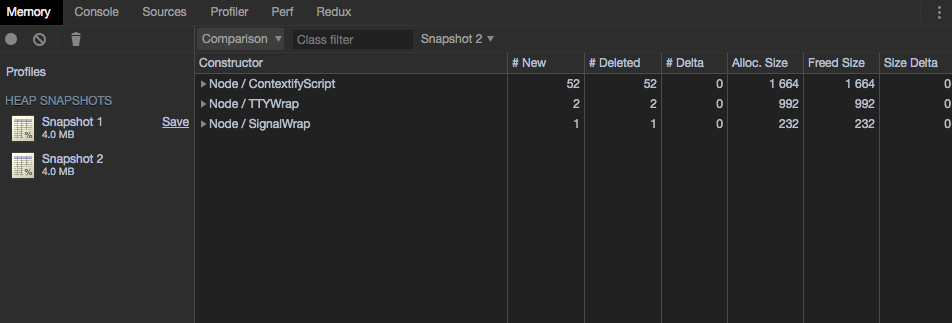 Memory Console Sources Profiler Perf Redux
Comparison ▼ Class filter Snapshot 2 ▼
Profiles
HEAP SNAPSHOTS
Snapshot 1 Save
4.0 MB
Snapshot 2
4.0 MB
Constructor # New # Deleted # Delta Alloc. Size Freed Size Size Delta
Node / ContextifyScript 52 52 0 1 664 1 664 0
Node / TTYWrap 2 2 0 992 992 0
Node / SignalWrap 1 1 0 232 232 0